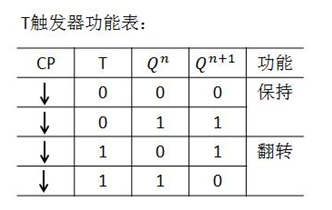 T触发器功能表：
CP T Qⁿ Qⁿ⁺¹ 功能
↓ 0 0 0 保持
↓ 0 1 1
↓ 1 0 1 翻转
↓ 1 1 0